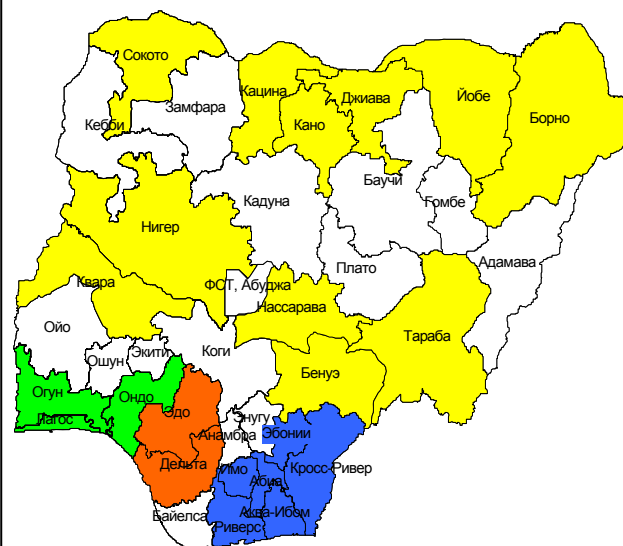 Сокото
Кацина
Джиава
Йобе
Борно
Замфара
Кебби
Кано
Баучи
Гомбе
Кадуна
Нигер
Плато
Адамава
Квара
ФСТ, Абуджа
Нассарава
Ойо
Тараба
Ошун
Экити
Коги
Бенуэ
Огун
Ондо
Эдо
Лагос
Энугу
Анамбра
Эбонии
Дельта
Имо
Кросс-Ривер
Абиа
Байелса
Аква-Ибом
Риверс